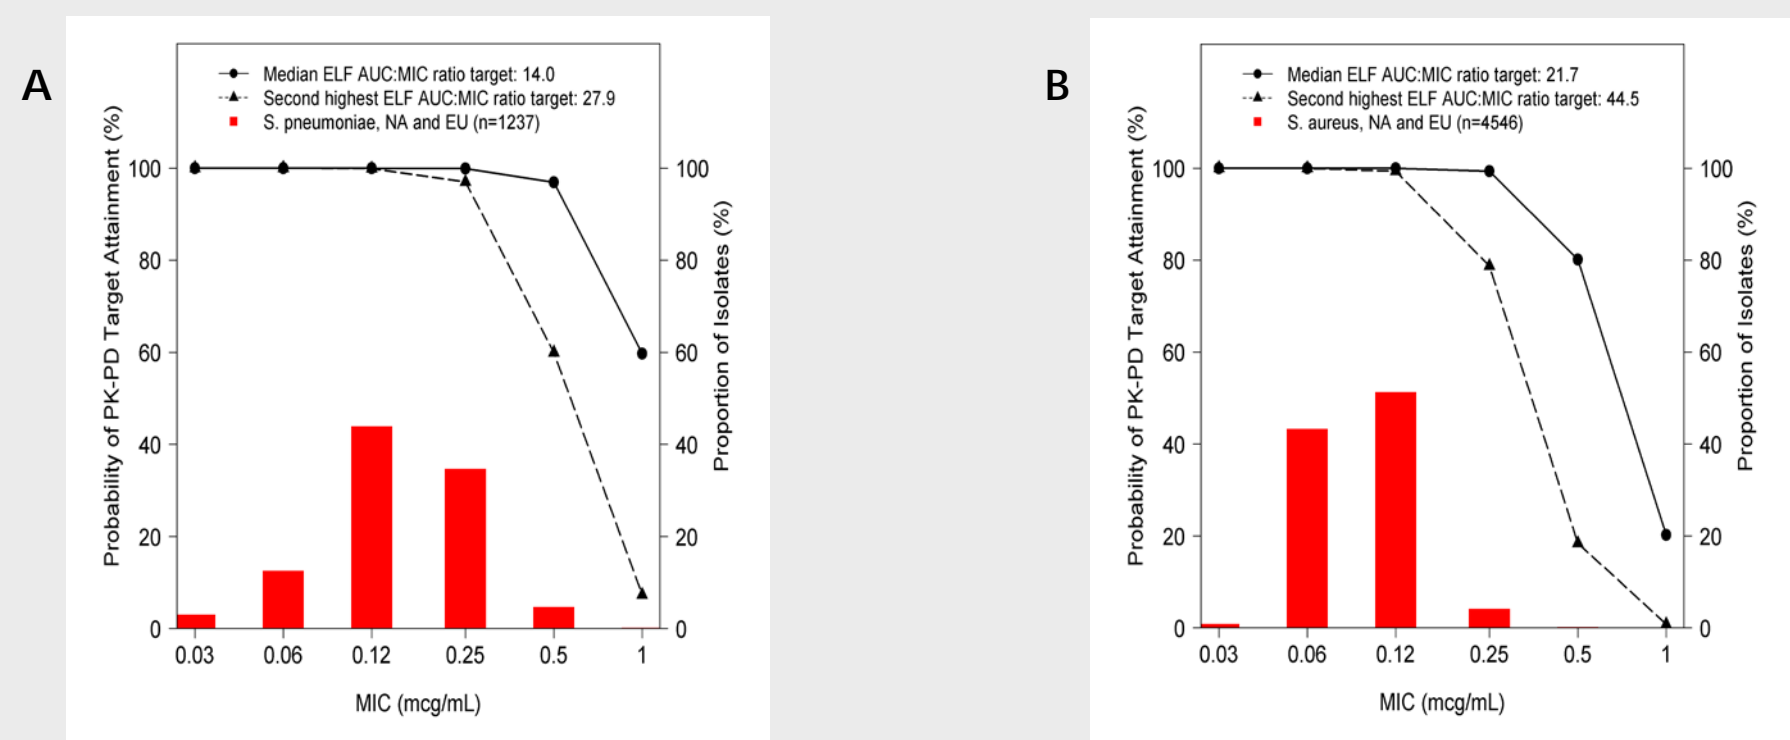 A
Median ELF AUC:MIC ratio target: 14.0
Second highest ELF AUC:MIC ratio target: 27.9
S. pneumoniae, NA and EU (n=1237)
Probability of PK-PD Target Attainment (%)
100
80
60
40
20
0
100
80
60
40
20
0
Proportion of Isolates (%)
0.03 0.06 0.12 0.25 0.5 1
MIC (mcg/mL)
B
Median ELF AUC:MIC ratio target: 21.7
Second highest ELF AUC:MIC ratio target: 44.5
S. aureus, NA and EU (n=4546)
Probability of PK-PD Target Attainment (%)
100
80
60
40
20
0
100
80
60
40
20
0
Proportion of Isolates (%)
0.03 0.06 0.12 0.25 0.5 1
MIC (mcg/mL)